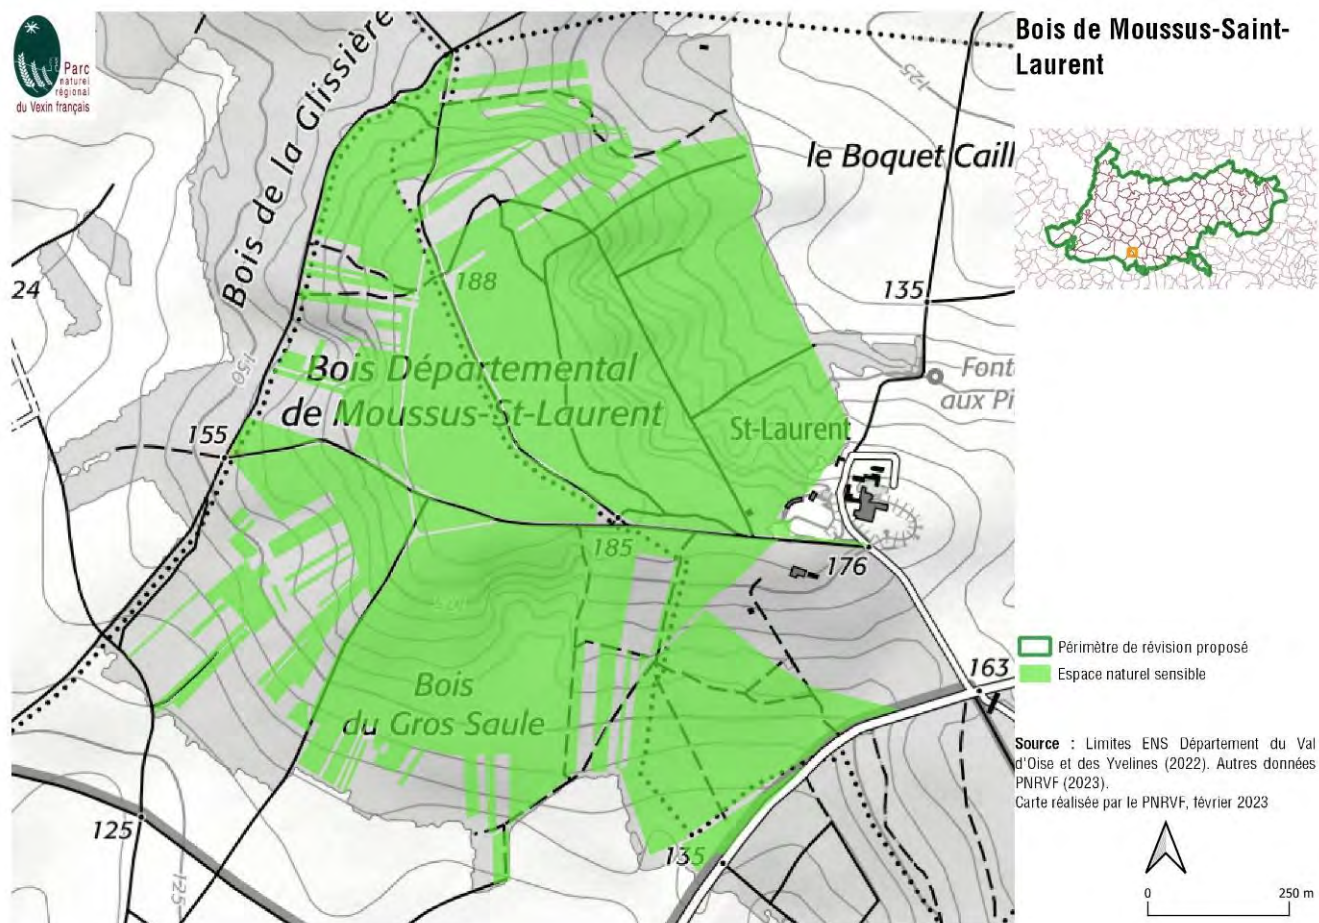 Parc
naturel
régional
du Vexin français
Bois de Moussus-Saint-
Laurent
Bois de la Glissière
125
le Boquet Caill
24
188
135
150
Bois Départemental
de Moussus-St-Laurent
Font
aux Pi
155
St-Laurent
185
176
Bois
du Gros Saule
163
Périmètre de révision proposé
Espace naturel sensible
Source : Limites ENS Département du Val
d'Oise et des Yvelines (2022). Autres données
PNRVF (2023).
Carte réalisée par le PNRVF, février 2023
125
125
135
0 250 m